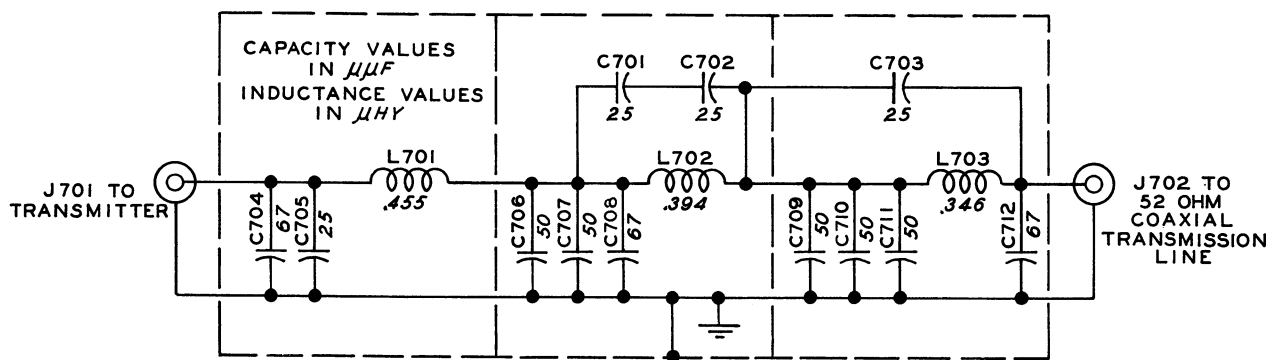 CAPACITY VALUES
IN μμF
INDUCTANCE VALUES
IN μHY
C701
25
C702
25
C703
25
J701 TO
TRANSMITTER
L701
.455
L702
.394
L703
.346
J702 TO
52 OHM
COAXIAL
TRANSMISSION
LINE
C704
67
C705
25
C706
50
C707
50
C708
67
C709
50
C710
50
C711
50
C712
67